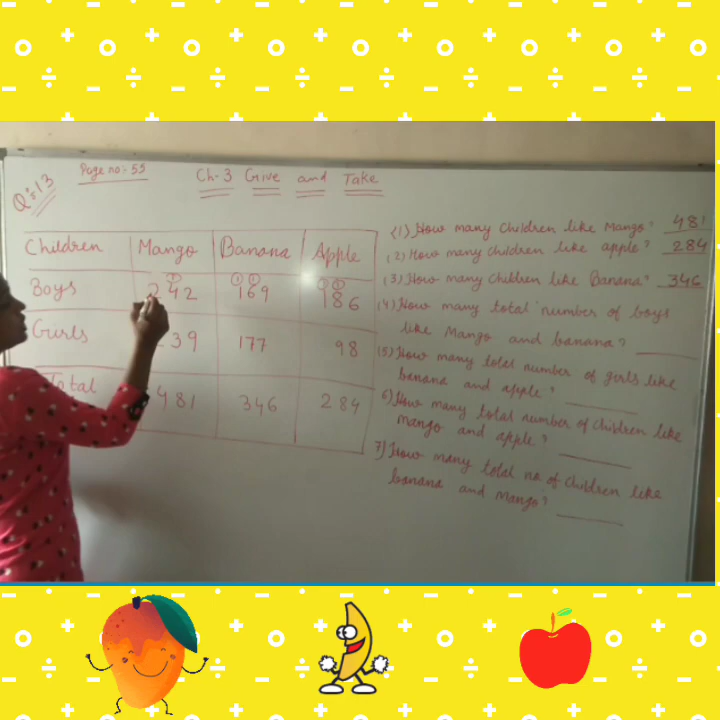 Q:13
Page no:- 55
Ch-3 Give and Take
Children Mango Banana Apple
Boys 242 169 186
Girls 39 177 98
Total 481 346 284
(1) How many Children like Mango? 481
(2) How many children like apple? 284
(3) How many Children like Banana? 346
(4) How many total number of boys
like Mango and banana?
(5) How many total number of girls like
banana and apple?
6) How many total number of children like
mango and apple?
7) How many total no. of children like
banana and mango?